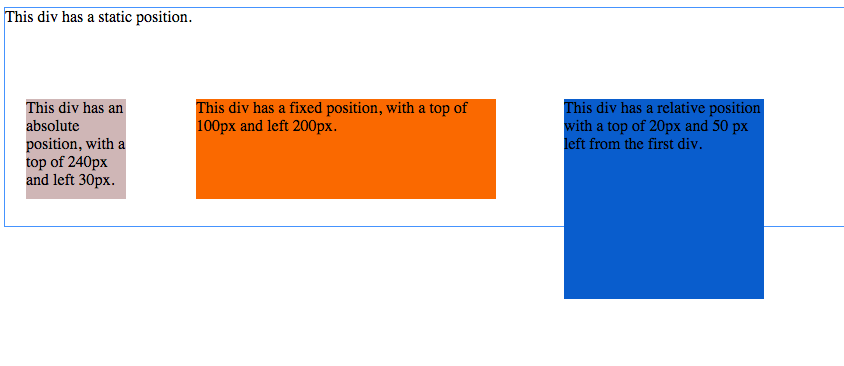 This div has a static position.
This div has an
absolute
position, with a
top of 240px
and left 30px.
This div has a fixed position, with a top of
100px and left 200px.
This div has a relative position
with a top of 20px and 50 px
left from the first div.